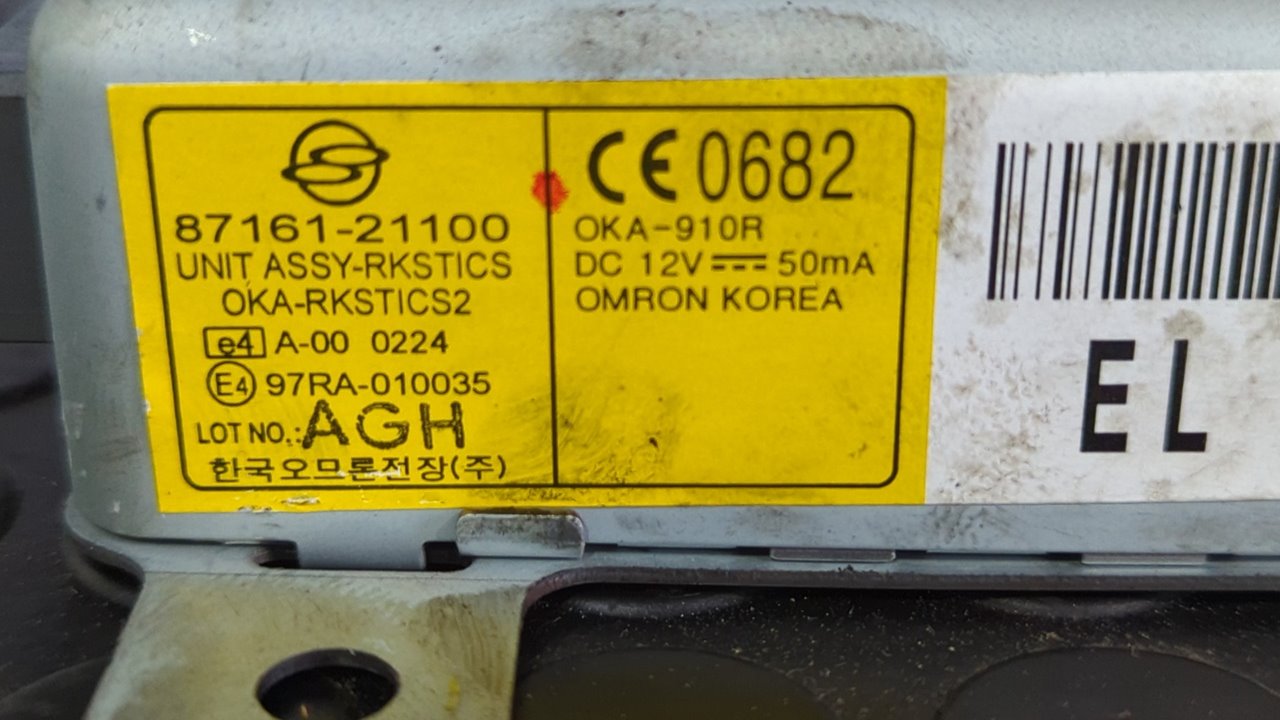 87161-21100
UNIT ASSY-RKSTICS
OKA-RKSTICS2
e4 A-00 0224
E4 97RA-010035
LOT NO.: AGH
한국오므론전장(주)
CE 0682
OKA-910R
DC 12V⎓50mA
OMRON KOREA
EL